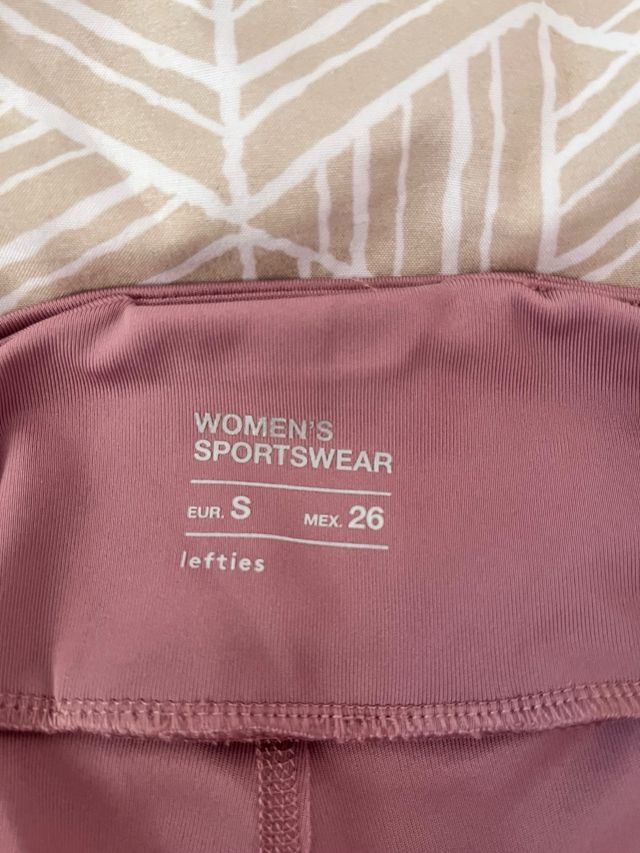 WOMEN'S
SPORTSWEAR
EUR. S MEX. 26
lefties